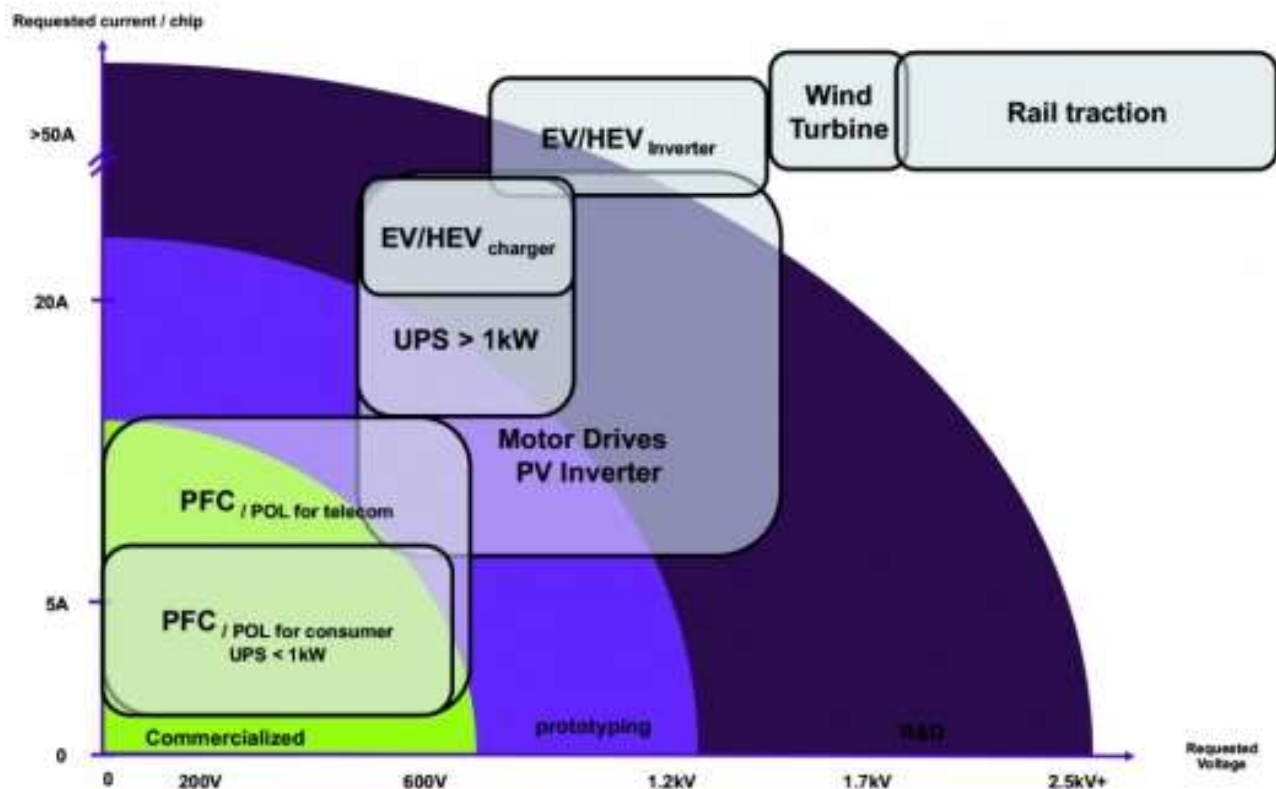 Requested current / chip
>50A
20A
5A
0
EV/HEV Inverter
Wind
Turbine
Rail traction
EV/HEV charger
UPS > 1kW
Motor Drives
PV Inverter
PFC / POL for telecom
PFC / POL for consumer
UPS < 1kW
Commercialized
prototyping
R&D
0
200V
600V
1.2kV
1.7kV
2.5kV+
Requested
Voltage